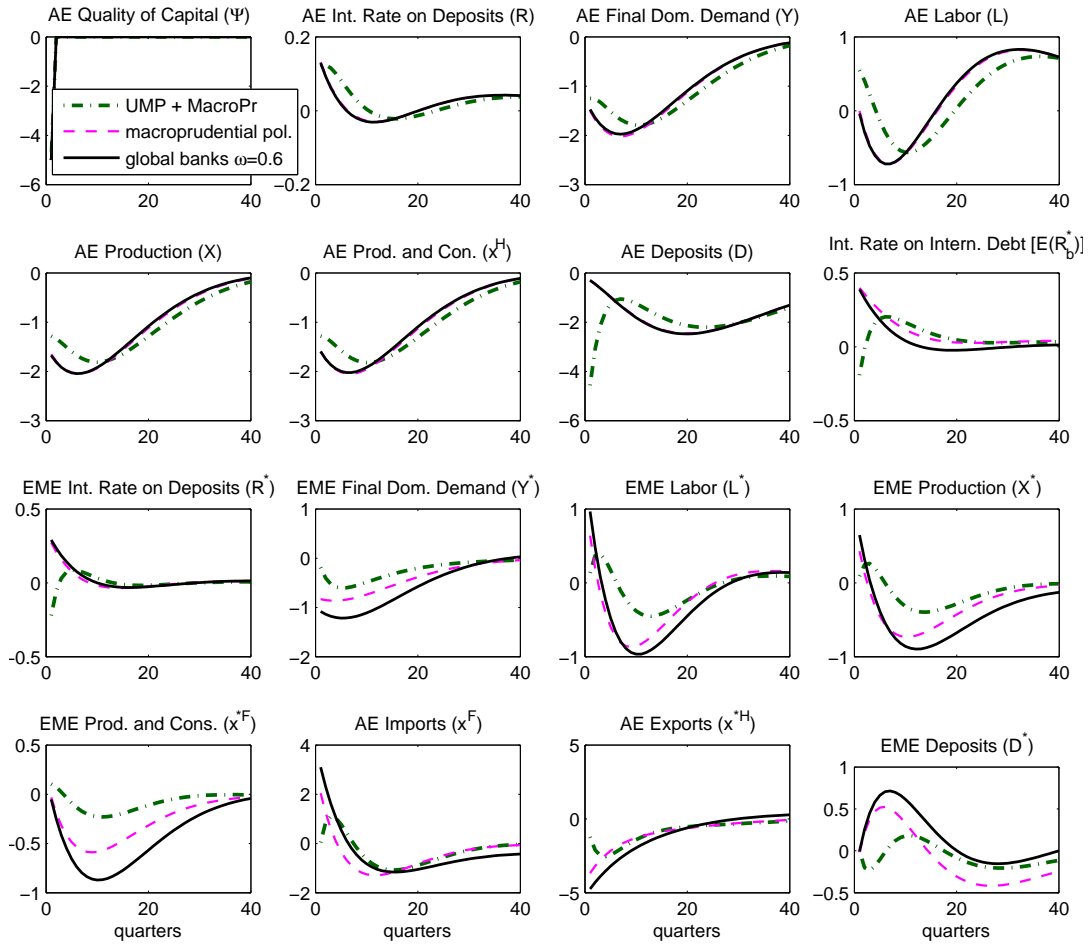 AE Quality of Capital (Ψ)
AE Int. Rate on Deposits (R)
AE Final Dom. Demand (Y)
AE Labor (L)
0
−2
−4
−6
0 20 40
0.2
0
−0.2
0 20 40
0
−1
−2
−3
0 20 40
1
0
−1
0 20 40
UMP + MacroPr
macroprudential pol.
global banks ω=0.6
AE Production (X)
AE Prod. and Con. (x^H)
AE Deposits (D)
Int. Rate on Intern. Debt [E(R_b^*)]
0
−1
−2
−3
0 20 40
0
−1
−2
−3
0 20 40
0
−2
−4
−6
0 20 40
0.5
0
−0.5
0 20 40
EME Int. Rate on Deposits (R^*)
EME Final Dom. Demand (Y^*)
EME Labor (L^*)
EME Production (X^*)
0.5
0
-0.5
0 20 40
1
0
−1
−2
0 20 40
1
0
−1
0 20 40
1
0
−1
0 20 40
EME Prod. and Cons. (x^{*F})
AE Imports (x^F)
AE Exports (x^{*H})
EME Deposits (D^*)
0.5
0
−0.5
−1
0 20 40
quarters
4
2
0
−2
0 20 40
quarters
5
0
−5
0 20 40
quarters
1
0.5
0
−0.5
0 20 40
quarters